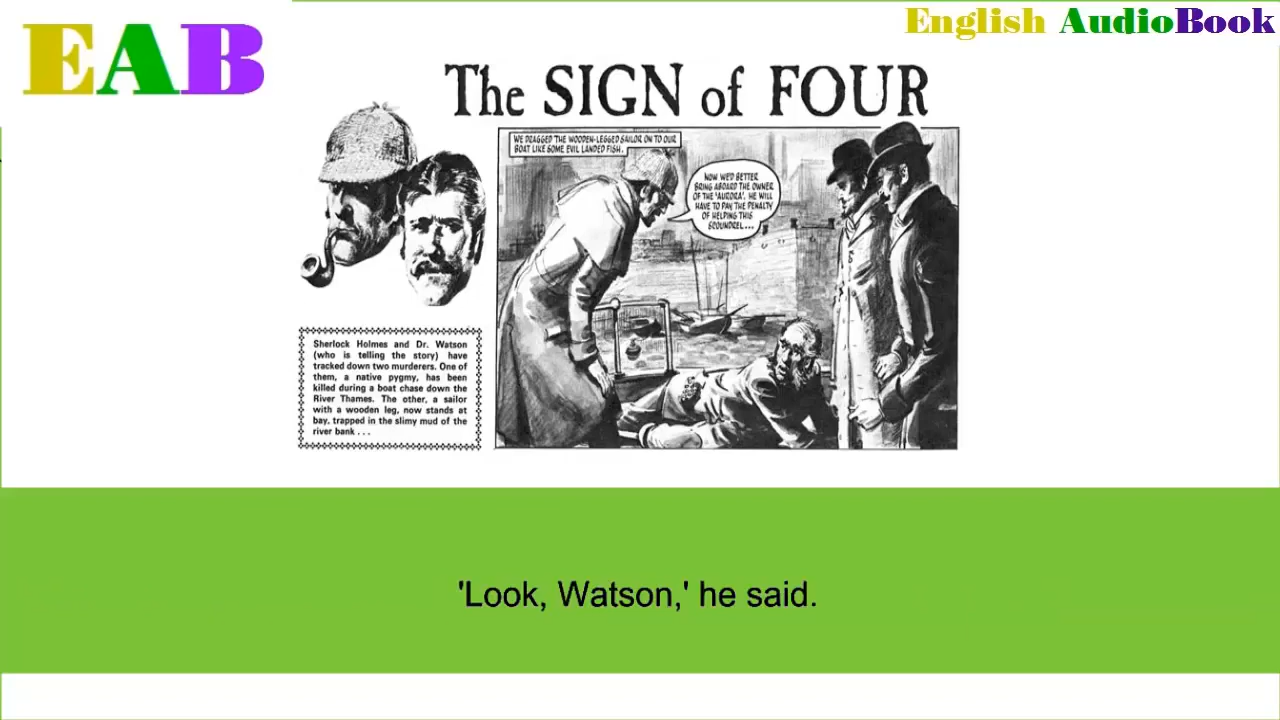 EAB
English AudioBook
The SIGN of FOUR
WE DRAGGED THE WOODEN-LEGGED SAILOR ON TO OUR
BOAT LIKE SOME EVIL LANDED FISH.
NOW WE'D BETTER
BRING ABOARD THE OWNER
OF THE 'AURORA'. HE WILL
HAVE TO PAY THE PENALTY
OF HELPING THIS
SCOUNDREL...
Sherlock Holmes and Dr. Watson
(who is telling the story) have
tracked down two murderers. One of
them, a native pygmy, has been
killed during a boat chase down the
River Thames. The other, a sailor
with a wooden leg, now stands at
bay, trapped in the slimy mud of the
river bank . . .
'Look, Watson,' he said.